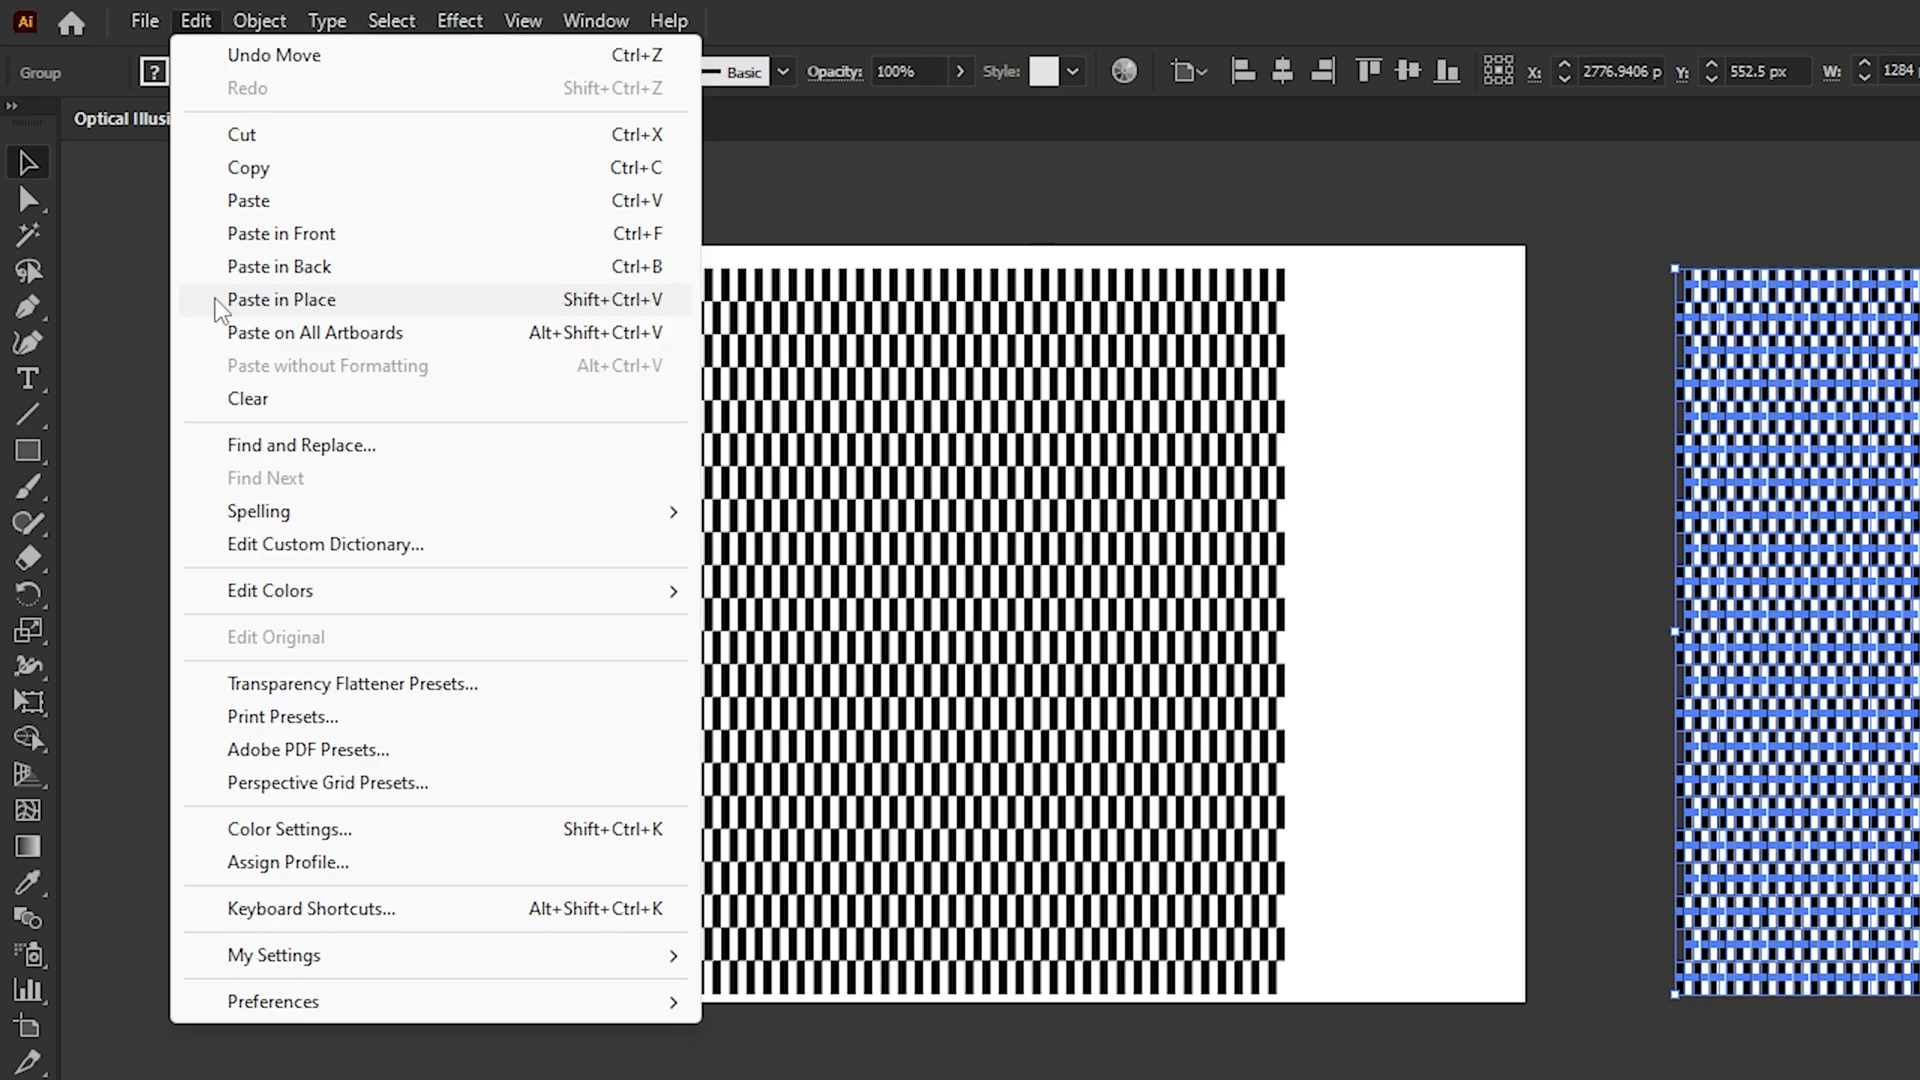 Ai File Edit Object Type Select Effect View Window Help
Group ? Basic Opacity: 100% Style: X: 2776.9406 p Y: 552.5 px W: 1284
Optical Illusi
Undo Move Ctrl+Z
Redo Shift+Ctrl+Z
Cut Ctrl+X
Copy Ctrl+C
Paste Ctrl+V
Paste in Front Ctrl+F
Paste in Back Ctrl+B
Paste in Place Shift+Ctrl+V
Paste on All Artboards Alt+Shift+Ctrl+V
Paste without Formatting Alt+Ctrl+V
Clear
Find and Replace...
Find Next
Spelling
Edit Custom Dictionary...
Edit Colors
Edit Original
Transparency Flattener Presets...
Print Presets...
Adobe PDF Presets...
Perspective Grid Presets...
Color Settings... Shift+Ctrl+K
Assign Profile...
Keyboard Shortcuts... Alt+Shift+Ctrl+K
My Settings
Preferences